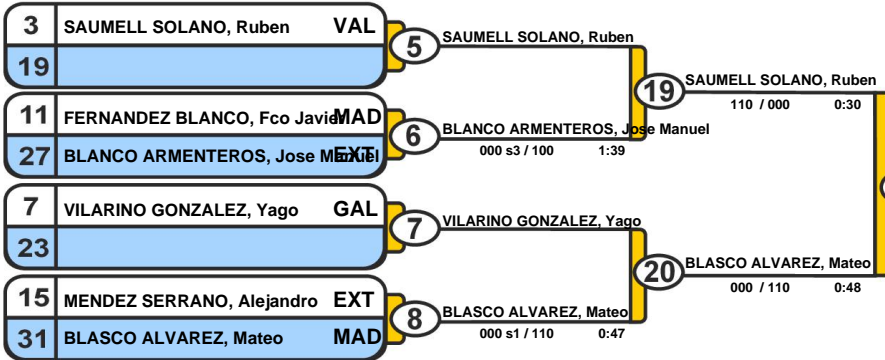 3 SAUMELL SOLANO, Ruben VAL
19
5 SAUMELL SOLANO, Ruben
11 FERNANDEZ BLANCO, Fco Javier MAD
27 BLANCO ARMENTEROS, Jose Manuel EXT
6 BLANCO ARMENTEROS, Jose Manuel
000 s3 / 100 1:39
19 SAUMELL SOLANO, Ruben
110 / 000 0:30
7 VILARINO GONZALEZ, Yago GAL
23
7 VILARINO GONZALEZ, Yago
15 MENDEZ SERRANO, Alejandro EXT
31 BLASCO ALVAREZ, Mateo MAD
8 BLASCO ALVAREZ, Mateo
000 s1 / 110 0:47
20 BLASCO ALVAREZ, Mateo
000 / 110 0:48